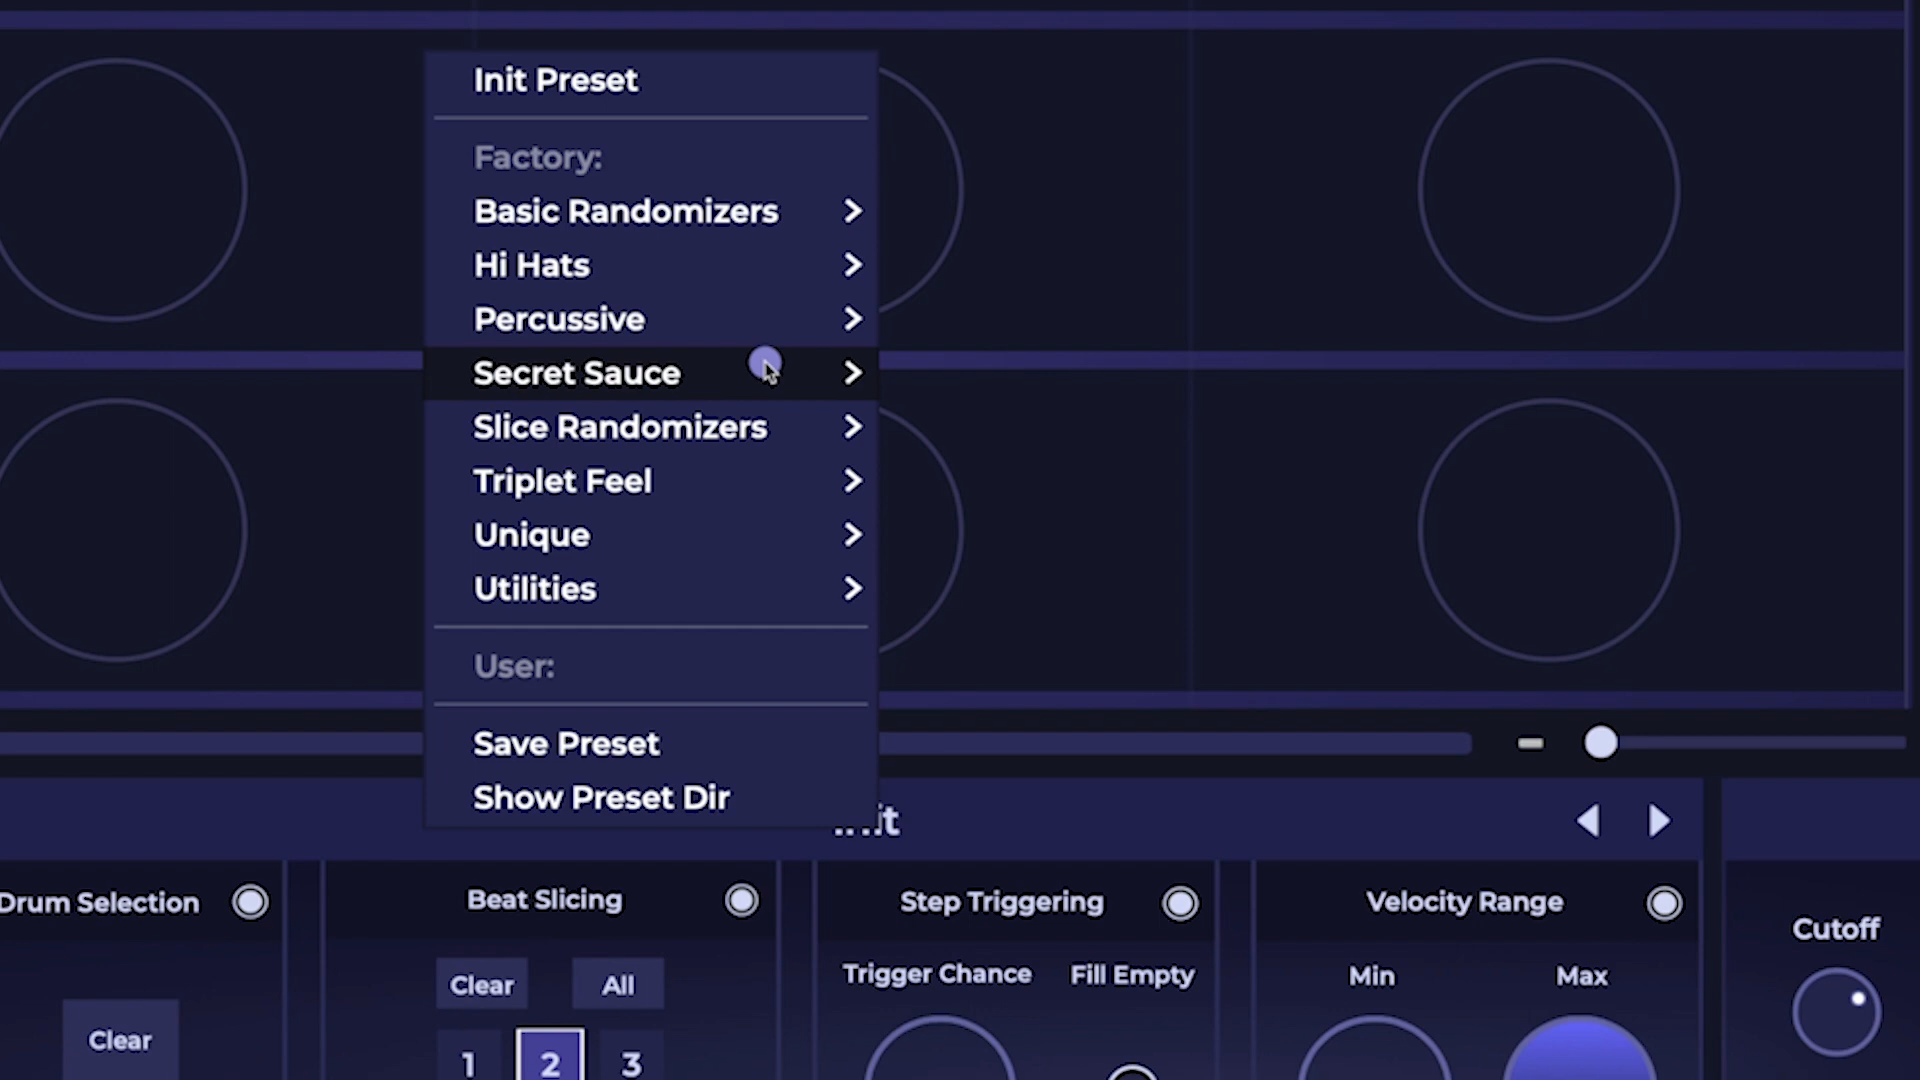 Init Preset
Factory:
Basic Randomizers
Hi Hats
Percussive
Secret Sauce
Slice Randomizers
Triplet Feel
Unique
Utilities
User:
Save Preset
Show Preset Dir
Drum Selection
Beat Slicing
Step Triggering
Velocity Range
Cutoff
Clear
All
Trigger Chance
Fill Empty
Min
Max
Clear
1 2 3